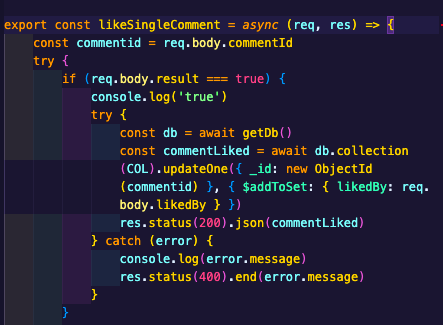 export const likeSingleComment = async (req, res) => {
    const commentid = req.body.commentId
    try {
        if (req.body.result === true) {
            console.log('true')
            try {
                const db = await getDb()
                const commentLiked = await db.collection
                (COL).updateOne({ _id: new ObjectId
                (commentid) }, { $addToSet: { likedBy: req.
                body.likedBy } })
                res.status(200).json(commentLiked)
            } catch (error) {
                console.log(error.message)
                res.status(400).end(error.message)
            }
        }